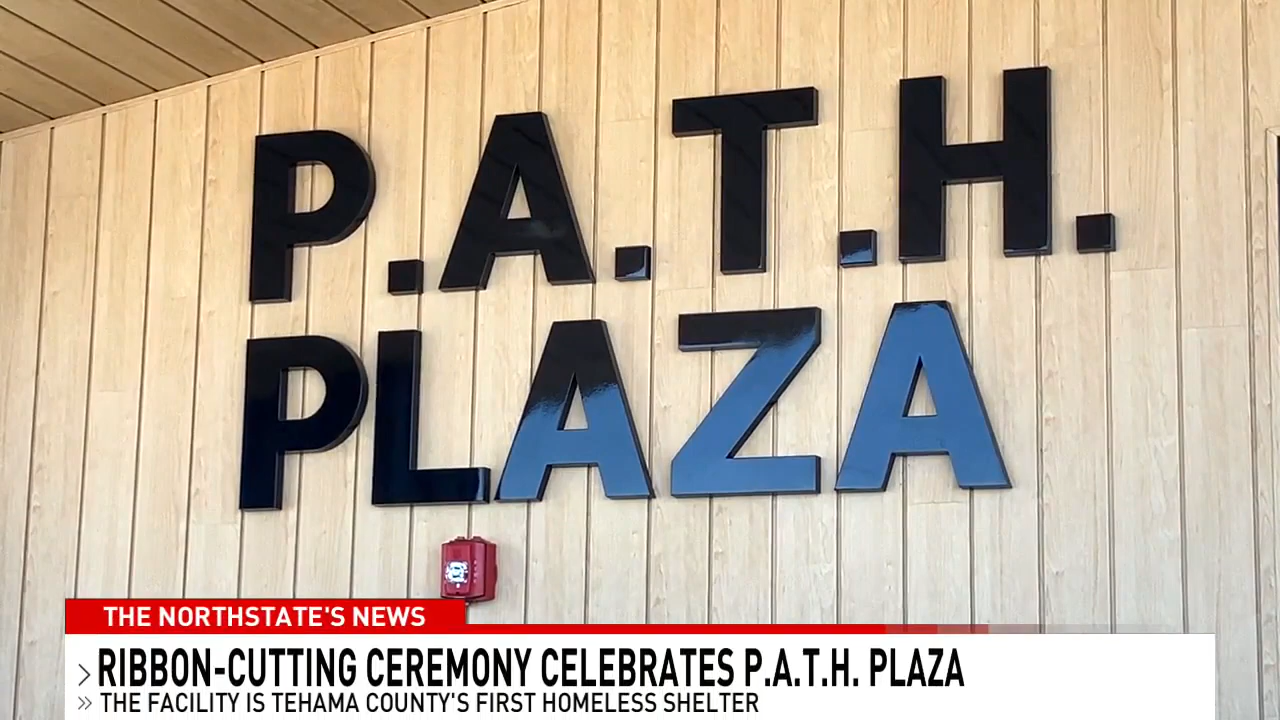 P.A.T.H.
PLAZA
THE NORTHSTATE'S NEWS
RIBBON-CUTTING CEREMONY CELEBRATES P.A.T.H. PLAZA
THE FACILITY IS TEHAMA COUNTY'S FIRST HOMELESS SHELTER